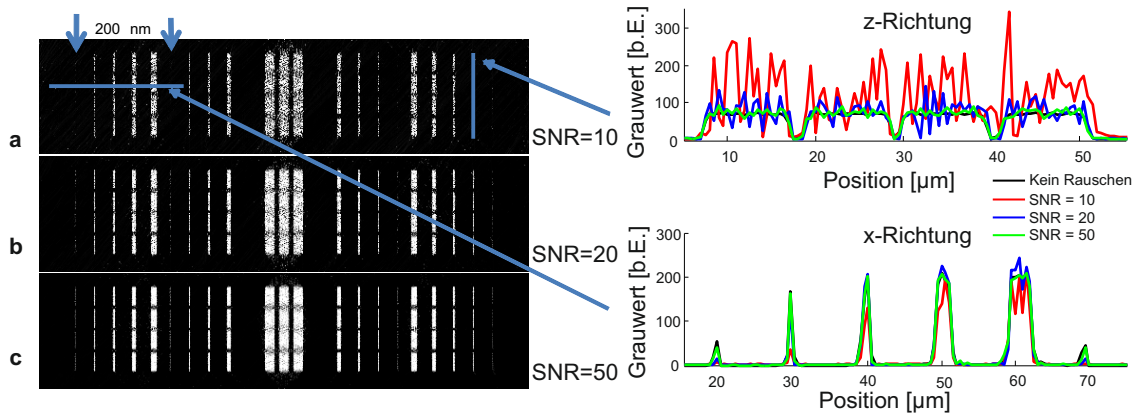 200 nm
a
SNR=10
b
SNR=20
c
SNR=50
z-Richtung
Grauwert [b.E.]
300
200
100
0
10 20 30 40 50
Position [µm]
Kein Rauschen
SNR = 10
SNR = 20
SNR = 50
x-Richtung
Grauwert [b.E.]
300
200
100
0
20 30 40 50 60 70
Position [µm]